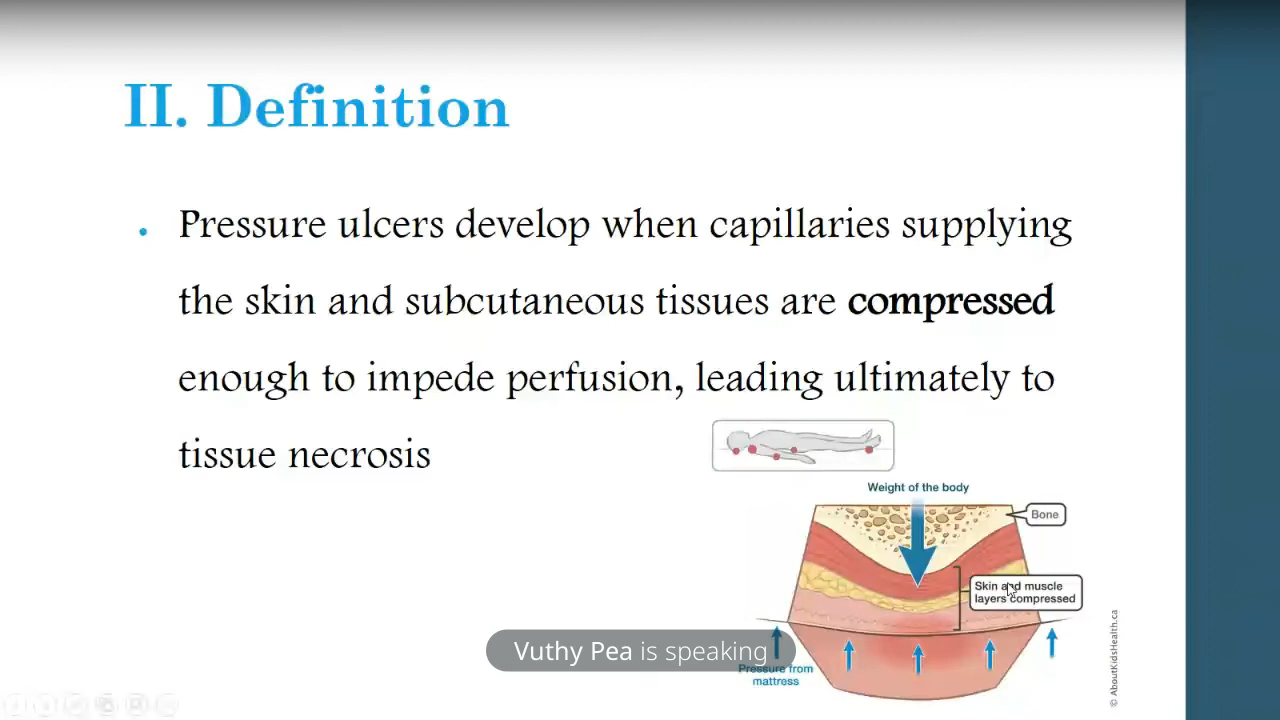 II. Definition
• Pressure ulcers develop when capillaries supplying
the skin and subcutaneous tissues are compressed
enough to impede perfusion, leading ultimately to
tissue necrosis
Weight of the body
Bone
Skin and muscle
layers compressed
Vuthy Pea is speaking
Pressure from
mattress
© AboutKidsHealth.ca